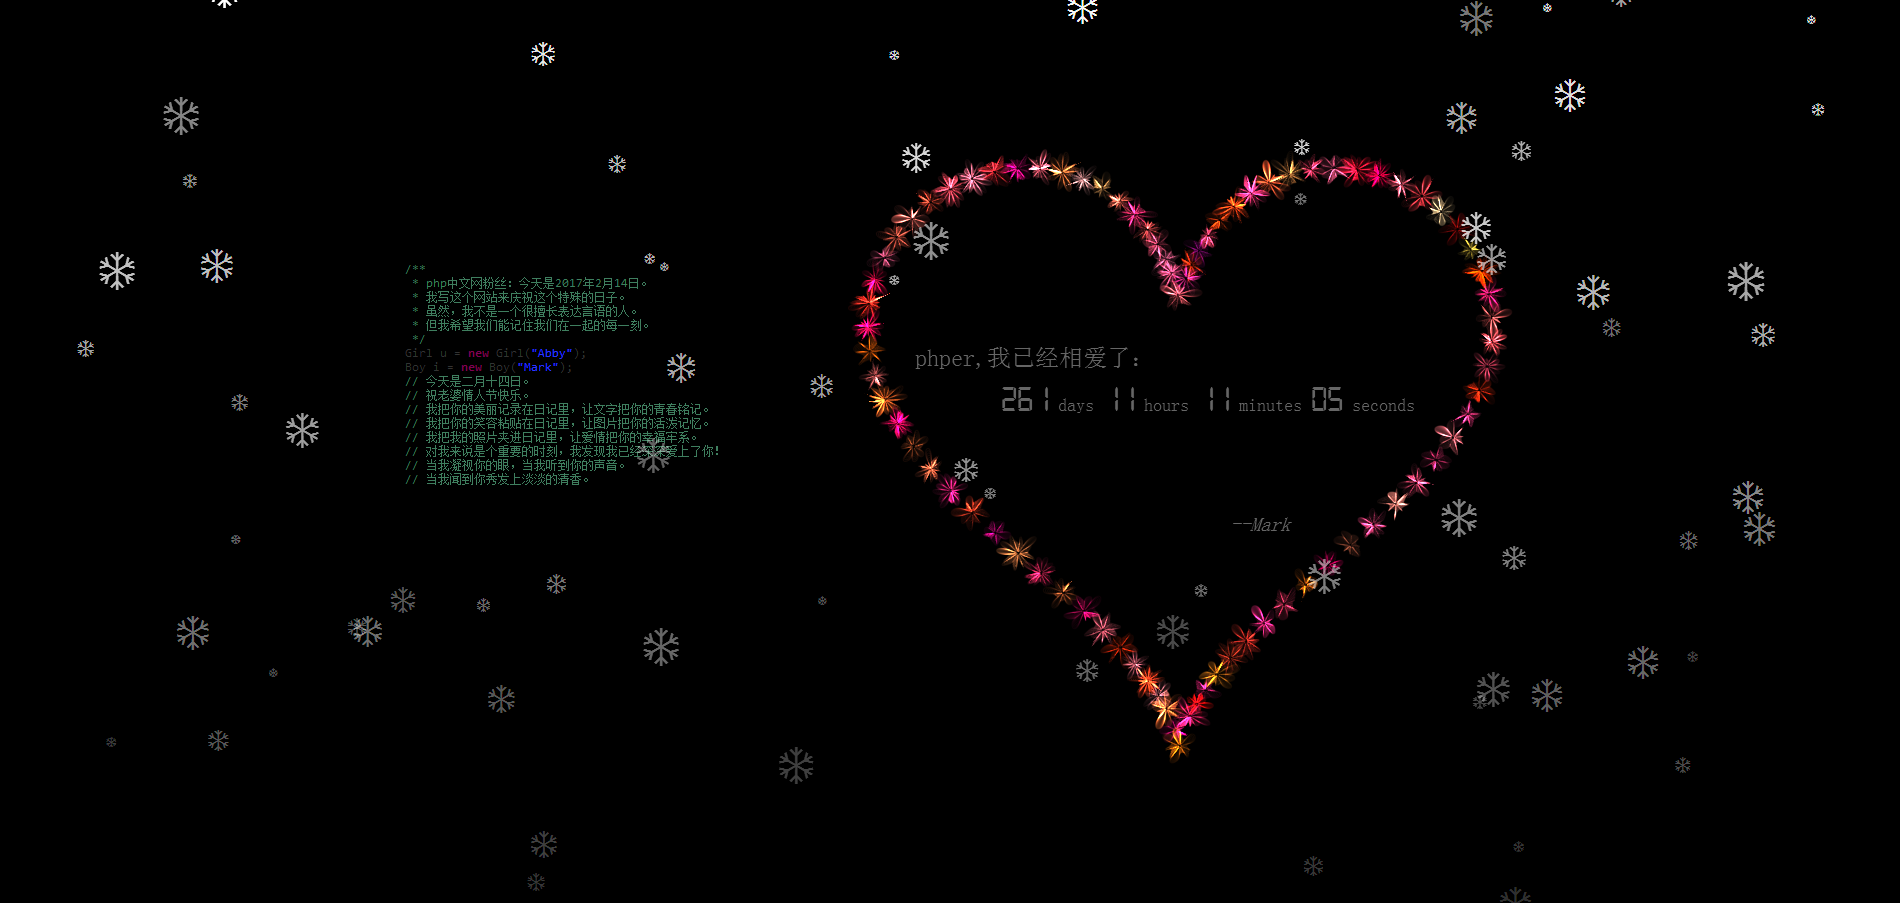 /**
 * php中文网粉丝: 今天是2017年2月14日。
 * 我写这个网站来庆祝这个特殊的日子。
 * 虽然, 我不是一个很擅长表达言语的人。
 * 但我希望我们能记住我们在一起的每一刻。
 */
Girl u = new Girl("Abby");
Boy i = new Boy("Mark");
// 今天是二月十四日。
// 祝老婆情人节快乐。
// 我把你的美丽记录在日记里, 让文字把你的青春铭记。
// 我把你的笑容粘贴在日记里, 让图片把你的活泼记忆。
// 我把我的照片夹进日记里, 让爱情把你的幸福牢系。
// 对我来说是个重要的时刻, 我发现我已经深深爱上了你!
// 当我凝视你的眼, 当我听到你的声音。
// 当我闻到你秀发上淡淡的清香。
phper,我已经相爱了:
261 days 11 hours 11 minutes 05 seconds
--Mark